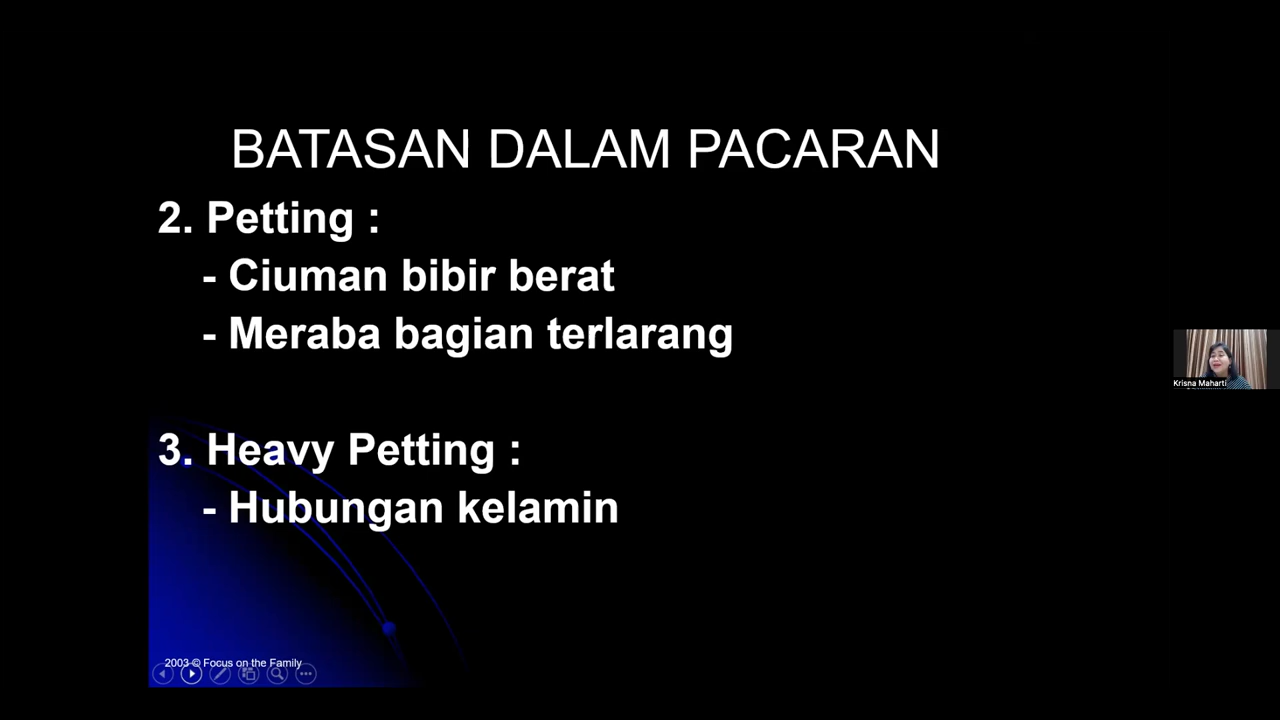 BATASAN DALAM PACARAN
2. Petting :
- Ciuman bibir berat
- Meraba bagian terlarang
3. Heavy Petting :
- Hubungan kelamin
Krisna Maharti
2003 © Focus on the Family